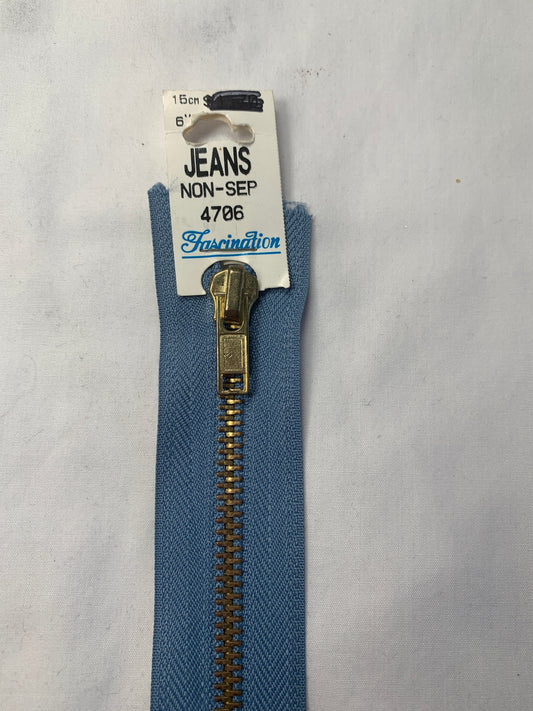 15cm
6"
JEANS
NON-SEP
4706
Fascination